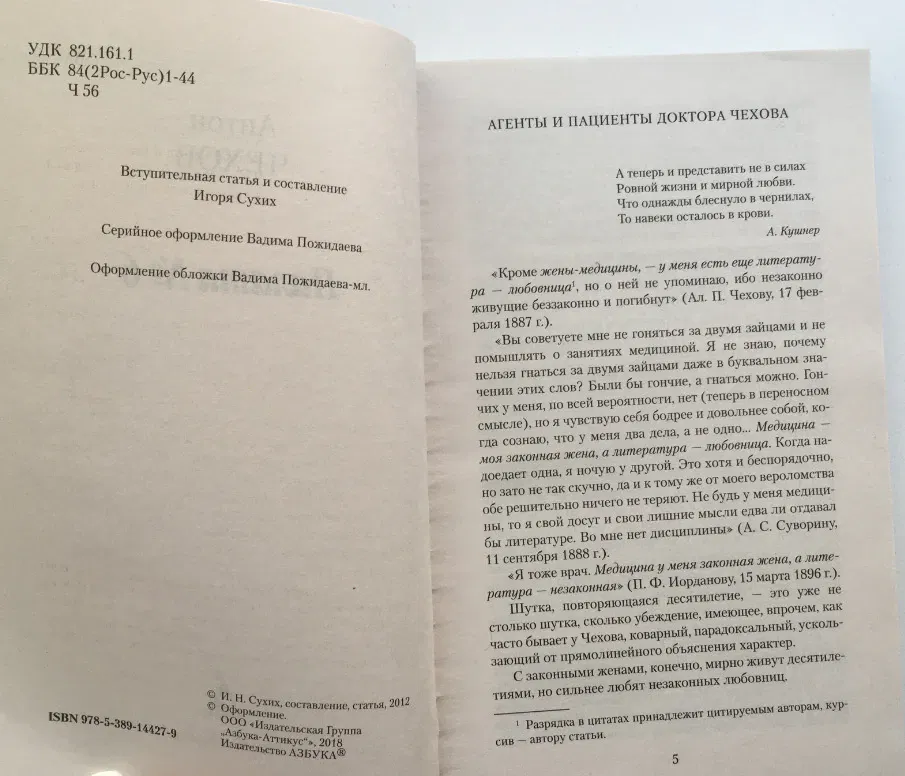 УДК 821.161.1
ББК 84(2Рос-Рус)1-44
Ч 56
Вступительная статья и составление
Игоря Сухих
Серийное оформление Вадима Пожидаева
Оформление обложки Вадима Пожидаева-мл.
© И. Н. Сухих, составление, статья, 2012
© Оформление.
ООО «Издательская Группа
„Азбука-Аттикус“», 2018
Издательство АЗБУКА®
ISBN 978-5-389-14427-9
АГЕНТЫ И ПАЦИЕНТЫ ДОКТОРА ЧЕХОВА
А теперь и представить не в силах
Ровной жизни и мирной любви.
Что однажды блеснуло в чернилах,
То навеки осталось в крови.
А. Кушнер
«Кроме жены-медицины, — у меня есть еще литерату-
ра — любовница¹, но о ней не упоминаю, ибо незаконно
живущие беззаконно и погибнут» (Ал. П. Чехову, 17 фев-
раля 1887 г.).
«Вы советуете мне не гоняться за двумя зайцами и не
помышлять о занятиях медициной. Я не знаю, почему
нельзя гнаться за двумя зайцами даже в буквальном зна-
чении этих слов? Были бы гончие, а гнаться можно. Гон-
чих у меня, по всей вероятности, нет (теперь в переносном
смысле), но я чувствую себя бодрее и довольнее собой, ко-
гда сознаю, что у меня два дела, а не одно... Медицина —
моя законная жена, а литература — любовница. Когда на-
доедает одна, я ночую у другой. Это хотя и беспорядочно,
но зато не так скучно, да и к тому же от моего вероломства
обе решительно ничего не теряют. Не будь у меня медици-
ны, то я свой досуг и свои лишние мысли едва ли отдавал
бы литературе. Во мне нет дисциплины» (А. С. Суворину,
11 сентября 1888 г.).
«Я тоже врач. Медицина у меня законная жена, а лите-
ратура — незаконная» (П. Ф. Иорданову, 15 марта 1896 г.).
Шутка, повторяющаяся десятилетие, — это уже не
столько шутка, сколько убеждение, имеющее, впрочем, как
часто бывает у Чехова, коварный, парадоксальный, усколь-
зающий от прямолинейного объяснения характер.
С законными женами, конечно, мирно живут десятиле-
тиями, но сильнее любят незаконных любовниц.
¹ Разрядка в цитатах принадлежит цитируемым авторам, кур-
сив — автору статьи.
5